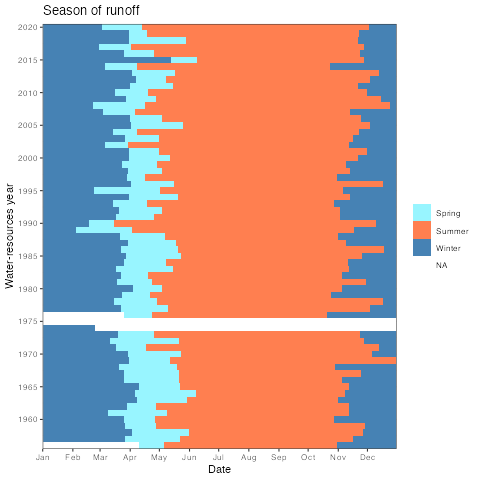 Season of runoff
2020
2015
2010
2005
2000
1995
1990
1985
1980
1975
1970
1965
1960
Water-resources year
Jan Feb Mar Apr May Jun Jul Aug Sep Oct Nov Dec
Date
Spring
Summer
Winter
NA